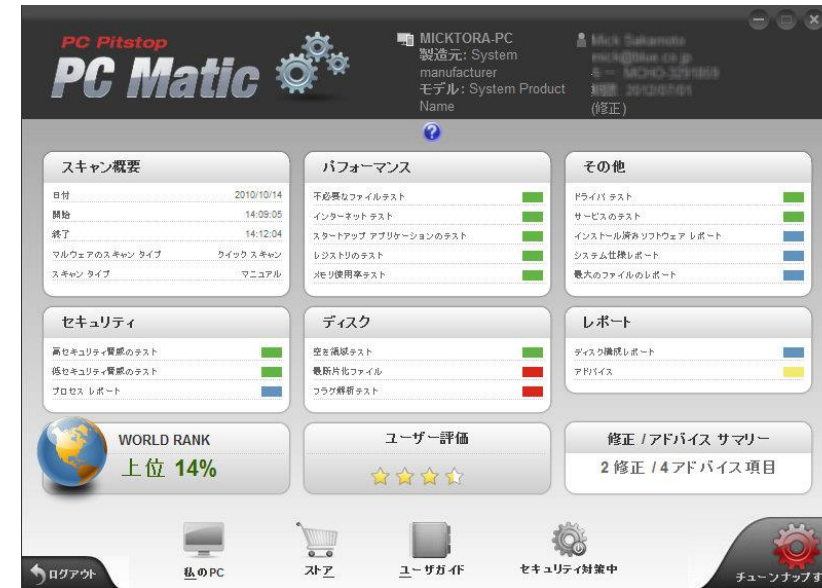 PC Pitstop
PC Matic
MICKTORA-PC
製造元: System
manufacturer
モデル: System Product
Name
(修正)
?
スキャン概要
日付 2010/10/14
開始 14:09:05
終了 14:12:04
マルウェアのスキャン タイプ クイック スキャン
スキャン タイプ マニュアル
パフォーマンス
不必要なファイルテスト
インターネット テスト
スタートアップ アプリケーションのテスト
レジストリのテスト
メモリ使用率テスト
その他
ドライバ テスト
サービスのテスト
インストール済みソフトウェア レポート
システム仕様レポート
最大のファイルのレポート
セキュリティ
高セキュリティ脅威のテスト
低セキュリティ脅威のテスト
プロセス レポート
ディスク
空き領域テスト
最断片化ファイル
フラグ解析テスト
レポート
ディスク構成レポート
アドバイス
WORLD RANK
上位 14%
ユーザー評価
修正 / アドバイス サマリー
2 修正 / 4 アドバイス項目
ログアウト
私のPC
ストア
ユーザガイド
セキュリティ対策中
チューンナップす